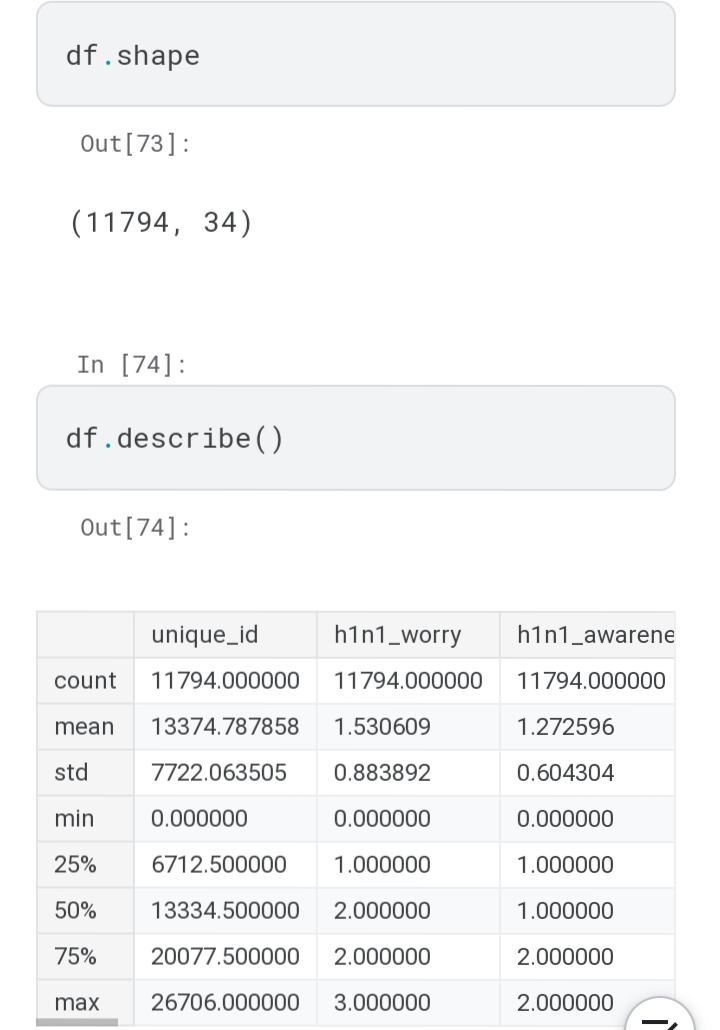 df.shape
Out[73]:
(11794, 34)
In [74]:
df.describe()
Out[74]:
unique_id h1n1_worry h1n1_awarene
count 11794.000000 11794.000000 11794.000000
mean 13374.787858 1.530609 1.272596
std 7722.063505 0.883892 0.604304
min 0.000000 0.000000 0.000000
25% 6712.500000 1.000000 1.000000
50% 13334.500000 2.000000 1.000000
75% 20077.500000 2.000000 2.000000
max 26706.000000 3.000000 2.000000